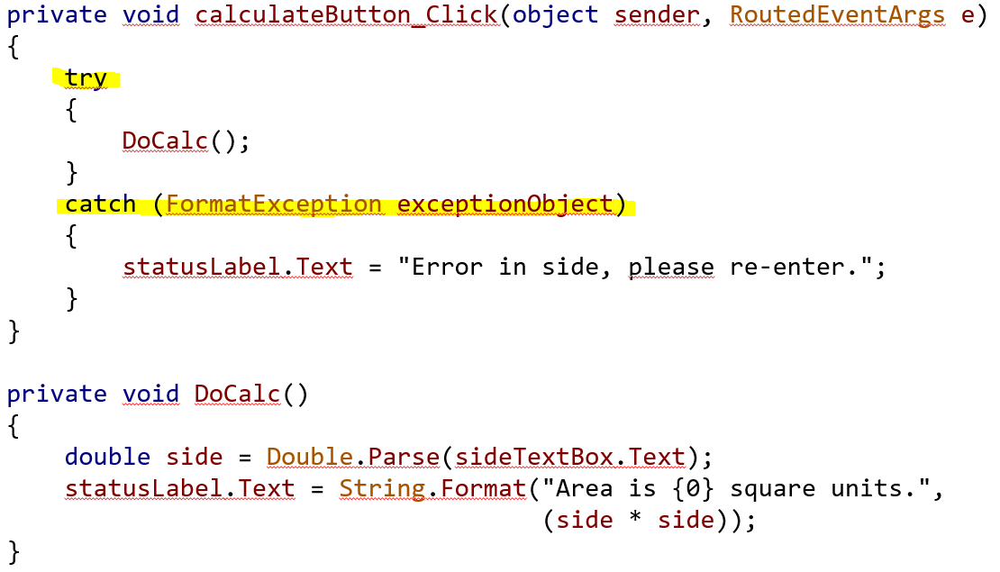 private void calculateButton_Click(object sender, RoutedEventArgs e)
{
    try
    {
        DoCalc();
    }
    catch (FormatException exceptionObject)
    {
        statusLabel.Text = "Error in side, please re-enter.";
    }
}

private void DoCalc()
{
    double side = Double.Parse(sideTextBox.Text);
    statusLabel.Text = String.Format("Area is {0} square units.",
                                     (side * side));
}